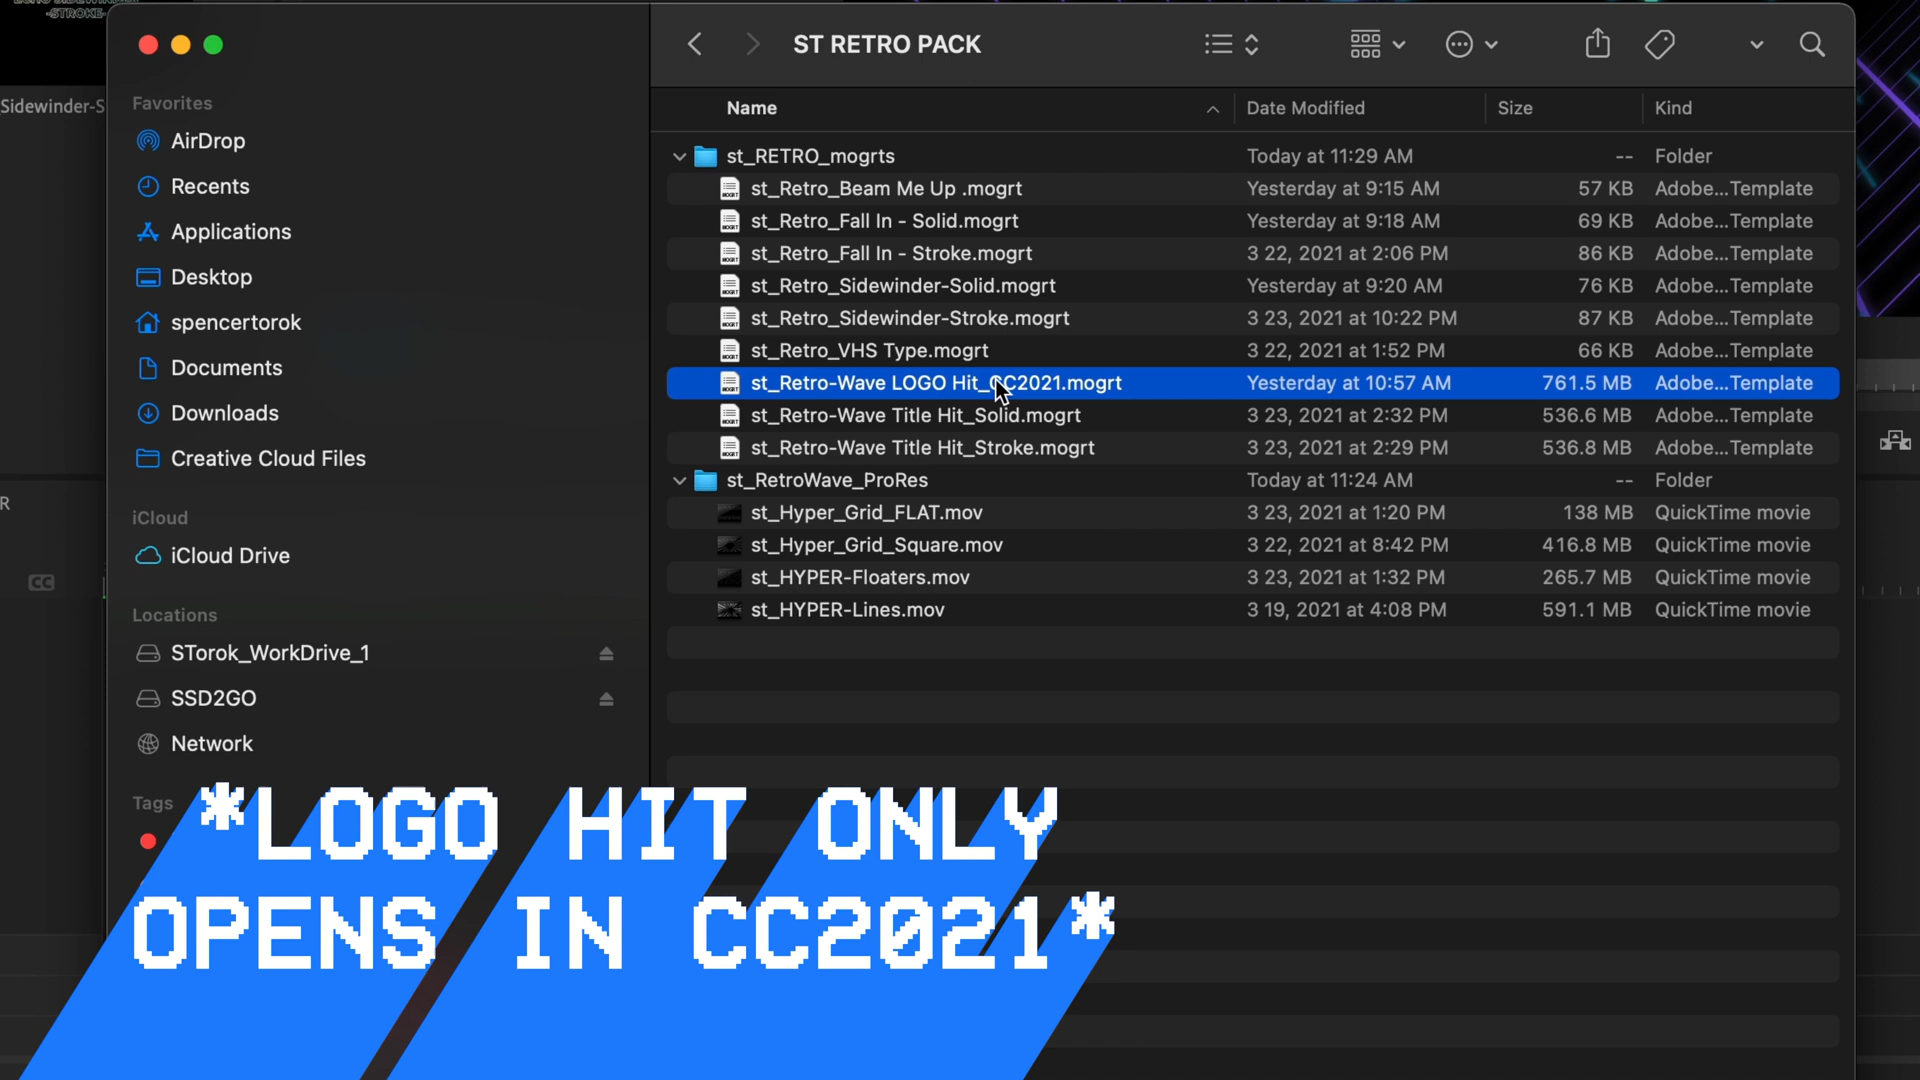 -STROKE-
Sidewinder-S
R
ST RETRO PACK
Favorites
AirDrop
Recents
Applications
Desktop
spencertorok
Documents
Downloads
Creative Cloud Files
iCloud
iCloud Drive
Locations
STorok_WorkDrive_1
SSD2GO
Network
Tags
Name Date Modified Size Kind
st_RETRO_mogrts Today at 11:29 AM -- Folder
st_Retro_Beam Me Up .mogrt Yesterday at 9:15 AM 57 KB Adobe...Template
st_Retro_Fall In - Solid.mogrt Yesterday at 9:18 AM 69 KB Adobe...Template
st_Retro_Fall In - Stroke.mogrt 3 22, 2021 at 2:06 PM 86 KB Adobe...Template
st_Retro_Sidewinder-Solid.mogrt Yesterday at 9:20 AM 76 KB Adobe...Template
st_Retro_Sidewinder-Stroke.mogrt 3 23, 2021 at 10:22 PM 87 KB Adobe...Template
st_Retro_VHS Type.mogrt 3 22, 2021 at 1:52 PM 66 KB Adobe...Template
st_Retro-Wave LOGO Hit_CC2021.mogrt Yesterday at 10:57 AM 761.5 MB Adobe...Template
st_Retro-Wave Title Hit_Solid.mogrt 3 23, 2021 at 2:32 PM 536.6 MB Adobe...Template
st_Retro-Wave Title Hit_Stroke.mogrt 3 23, 2021 at 2:29 PM 536.8 MB Adobe...Template
st_RetroWave_ProRes Today at 11:24 AM -- Folder
st_Hyper_Grid_FLAT.mov 3 23, 2021 at 1:20 PM 138 MB QuickTime movie
st_Hyper_Grid_Square.mov 3 22, 2021 at 8:42 PM 416.8 MB QuickTime movie
st_HYPER-Floaters.mov 3 23, 2021 at 1:32 PM 265.7 MB QuickTime movie
st_HYPER-Lines.mov 3 19, 2021 at 4:08 PM 591.1 MB QuickTime movie
CC
*LOGO HIT ONLY
OPENS IN CC2021*